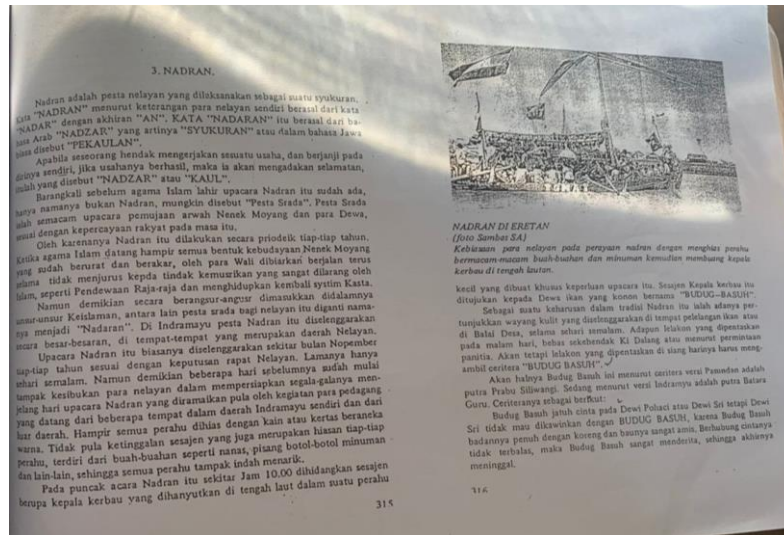 3. NADRAN.
Nadran adalah pesta nelayan yang dilaksanakan sebagai suatu syukuran.
Kata "NADRAN" menurut keterangan para nelayan sendiri berasal dari kata
"NADAR" dengan akhiran "AN". KATA "NADARAN" itu berasal dari ba-
hasa Arab "NADZAR" yang artinya "SYUKURAN" atau dalam bahasa Jawa
biasa disebut "PEKAULAN".
Apabila seseorang hendak mengerjakan sesuatu usaha, dan berjanji pada
dirinya sendiri, jika usahanya berhasil, maka ia akan mengadakan selamatan,
itulah yang disebut "NADZAR" atau "KAUL".
Barangkali sebelum agama Islam lahir upacara Nadran itu sudah ada,
hanya namanya bukan Nadran, mungkin disebut "Pesta Srada". Pesta Srada
ialah semacam upacara pemujaan arwah Nenek Moyang dan para Dewa,
sesuai dengan kepercayaan rakyat pada masa itu.
Oleh karenanya Nadran itu dilakukan secara priodeik tiap-tiap tahun.
Ketika agama Islam datang hampir semua bentuk kebudayaan Nenek Moyang
yang sudah berurat dan berakar, oleh para Wali dibiarkan berjalan terus
selama tidak menjurus kepda tindak kemusrikan yang sangat dilarang oleh
Islam, seperti Pendewaan Raja-raja dan menghidupkan kembali systim Kasta.
Namun demikian secara berangsur-angsur dimasukkan didalamnya
unsur-unsur Keislaman, antara lain pesta srada bagi nelayan itu diganti nama-
nya menjadi "Nadaran". Di Indramayu pesta Nadran itu diselenggarakan
secara besar-besaran, di tempat-tempat yang merupakan daerah Nelayan.
Upacara Nadran itu biasanya diselenggarakan sekitar bulan Nopember
tiap-tiap tahun sesuai dengan keputusan rapat Nelayan. Lamanya hanya
sehari semalam. Namun demikian beberapa hari sebelumnya sudah mulai
tampak kesibukan para nelayan dalam mempersiapkan segala-galanya men-
jelang hari upacara Nadran yang diramaikan pula oleh kegiatan para pedagang
yang datang dari beberapa tempat dalam daerah Indramayu sendiri dan dari
luar daerah. Hampir semua perahu dihias dengan kain atau kertas beraneka
warna. Tidak pula ketinggalan sesajen yang juga merupakan hiasan tiap-tiap
perahu, terdiri dari buah-buahan seperti nanas, pisang botol-botol minuman
dan lain-lain, sehingga semua perahu tampak indah menarik.
Pada puncak acara Nadran itu sekitar Jam 10.00 dihidangkan sesajen
berupa kepala kerbau yang dihanyutkan di tengah laut dalam suatu perahu
315
NADRAN DI ERETAN
(foto Sambas SA)
Kebiasaan para nelayan pada perayaan nadran dengan menghias perahu
bermacam-macam buah-buahan dan minuman kemudian membuang kepala
kerbau di tengah lautan.
kecil yang dibuat khusus keperluan upacara itu. Sesajen Kepala kerbau itu
ditujukan kepada Dewa ikan yang konon bernama "BUDUG–BASUH".
Sebagai suatu keharusan dalam tradisi Nadran itu ialah adanya per-
tunjukkan wayang kulit yang diselenggarakan di tempat pelelangan ikan atau
di Balai Desa, selama sehari semalam. Adapun lelakon yang dipentaskan
pada malam hari, bebas sekehendak Ki Dalang atau menurut permintaan
panitia. Akan tetapi lelakon yang dipentaskan di siang harinya harus meng-
ambil ceritera "BUDUG BASUH".
Akan halnya Budug Basuh ini menurut ceritera versi Pasundan adalah
putra Prabu Siliwangi. Sedang menurut versi Indramyu adalah putra Batara
Guru. Ceriteranya sebagai berikut:
Budug Basuh jatuh cinta pada Dewi Pohaci atau Dewi Sri tetapi Dewi
Sri tidak mau dikawinkan dengan BUDUG BASUH, karena Budug Basuh
badannya penuh dengan koreng dan baunya sangat amis. Berhubung cintanya
tidak terbalas, maka Budug Basuh sangat menderita, sehingga akhirnya
meninggal.
316